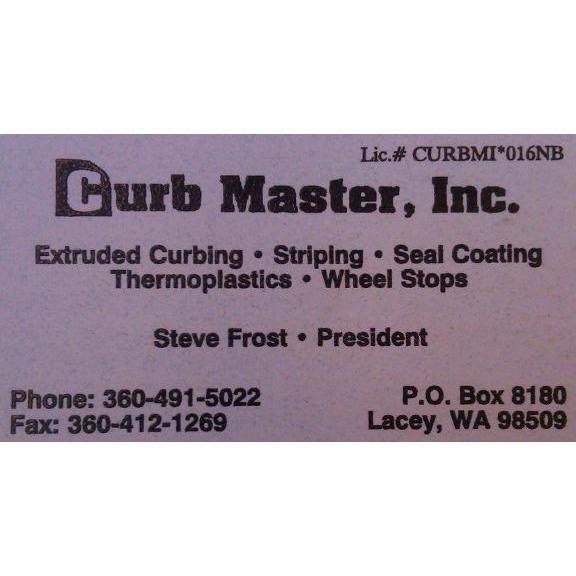 Lic.# CURBMI*016NB
Curb Master, Inc.
Extruded Curbing • Striping • Seal Coating
Thermoplastics • Wheel Stops
Steve Frost • President
Phone: 360-491-5022
Fax: 360-412-1269
P.O. Box 8180
Lacey, WA 98509